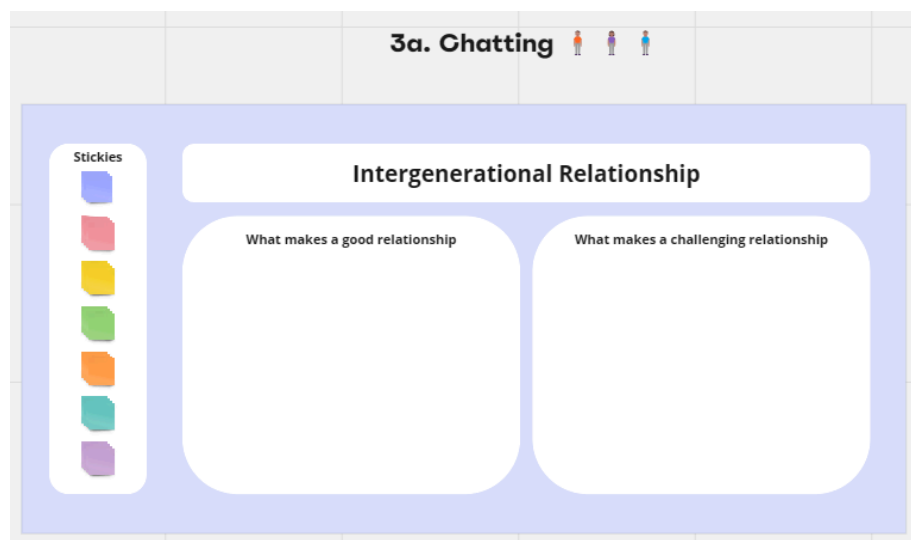 3a. Chatting
Stickies
Intergenerational Relationship
What makes a good relationship
What makes a challenging relationship